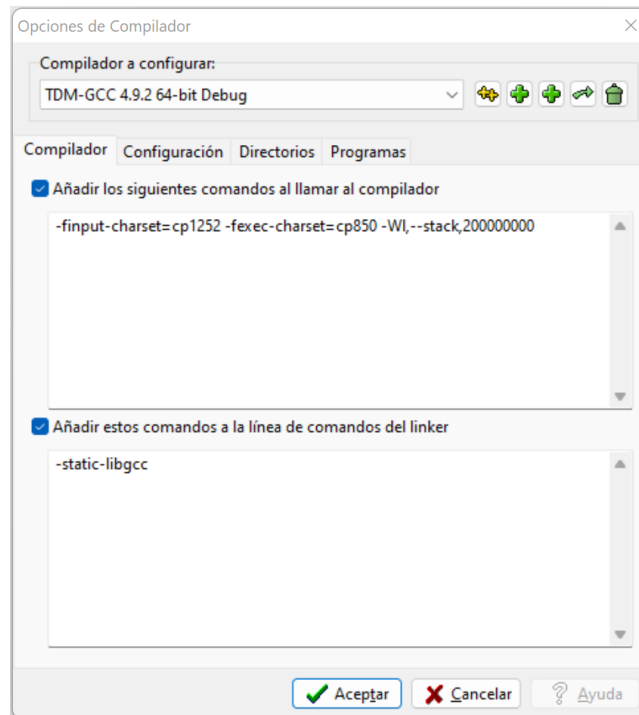 Opciones de Compilador
Compilador a configurar:
TDM-GCC 4.9.2 64-bit Debug
Compilador Configuración Directorios Programas
Añadir los siguientes comandos al llamar al compilador
-finput-charset=cp1252 -fexec-charset=cp850 -Wl,--stack,200000000
Añadir estos comandos a la línea de comandos del linker
-static-libgcc
Aceptar Cancelar Ayuda